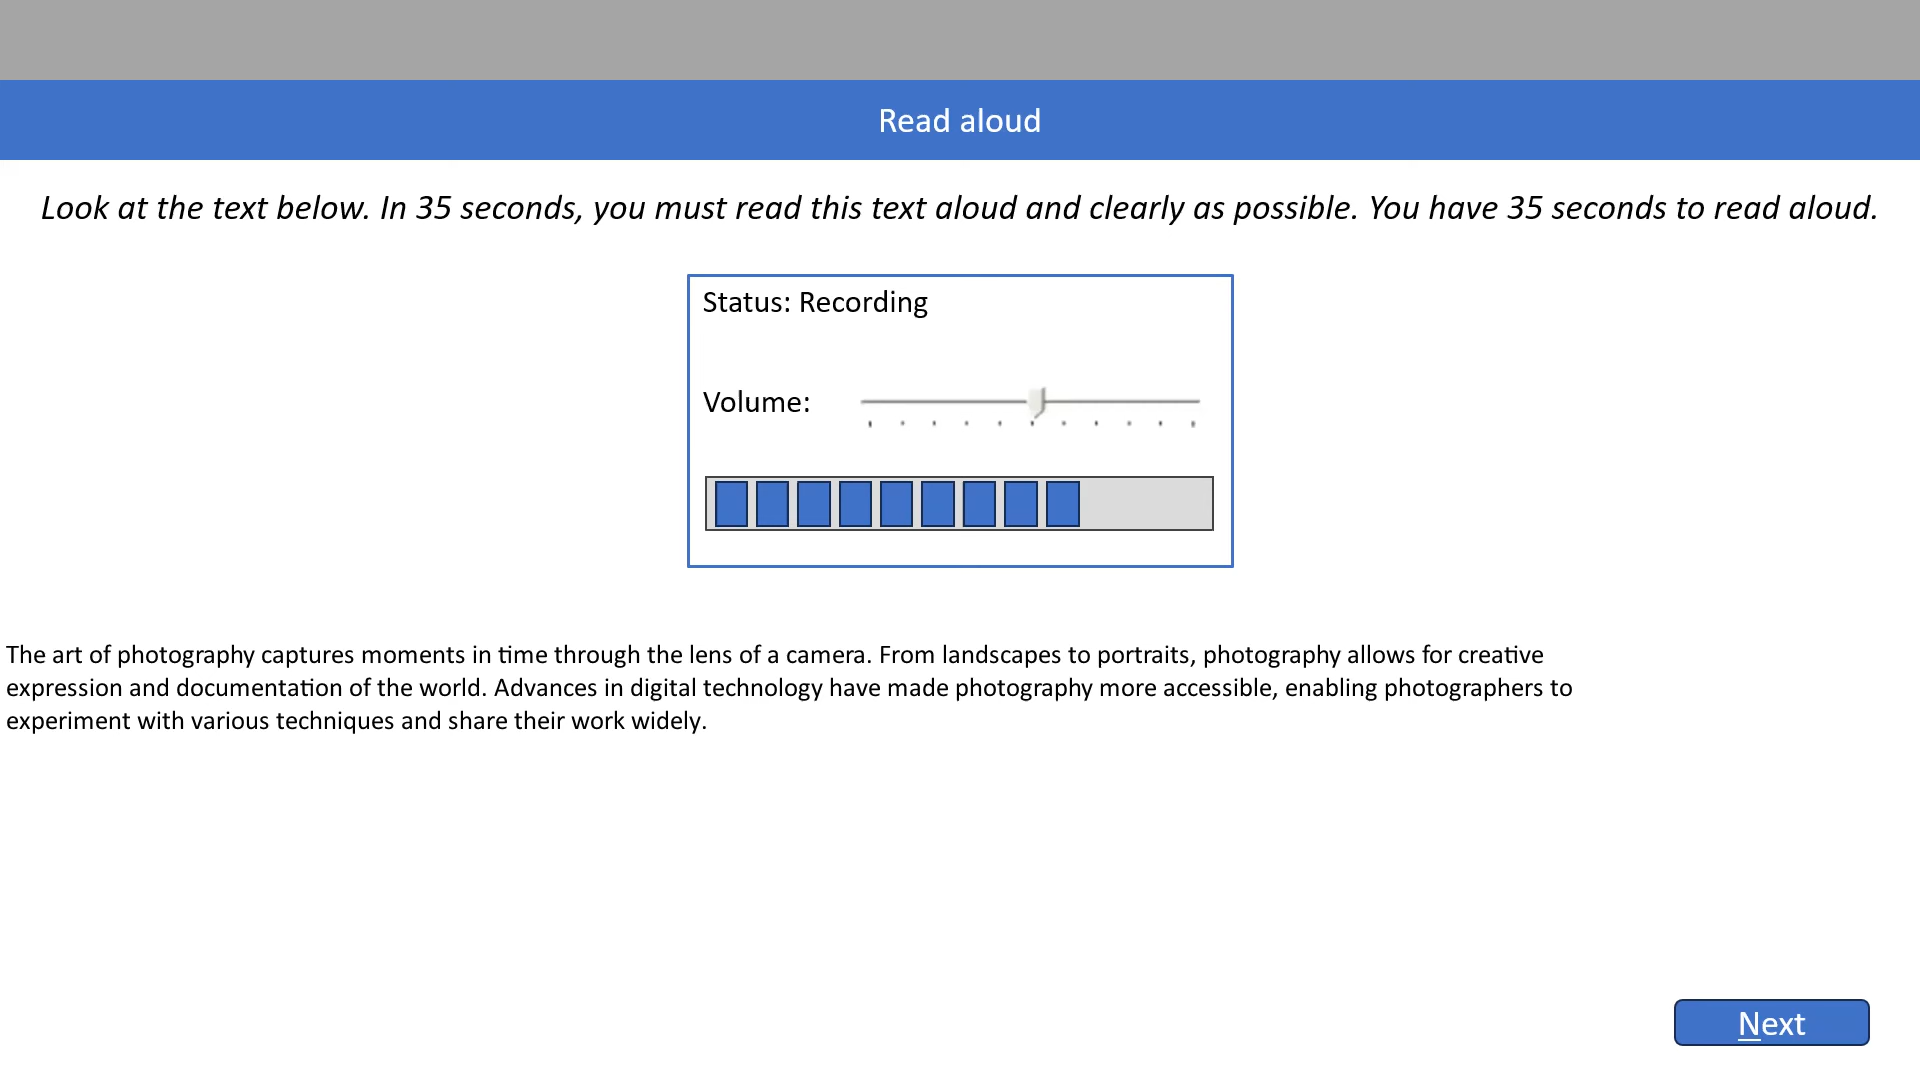 Read aloud
Look at the text below. In 35 seconds, you must read this text aloud and clearly as possible. You have 35 seconds to read aloud.
Status: Recording
Volume:
The art of photography captures moments in time through the lens of a camera. From landscapes to portraits, photography allows for creative
expression and documentation of the world. Advances in digital technology have made photography more accessible, enabling photographers to
experiment with various techniques and share their work widely.
Next